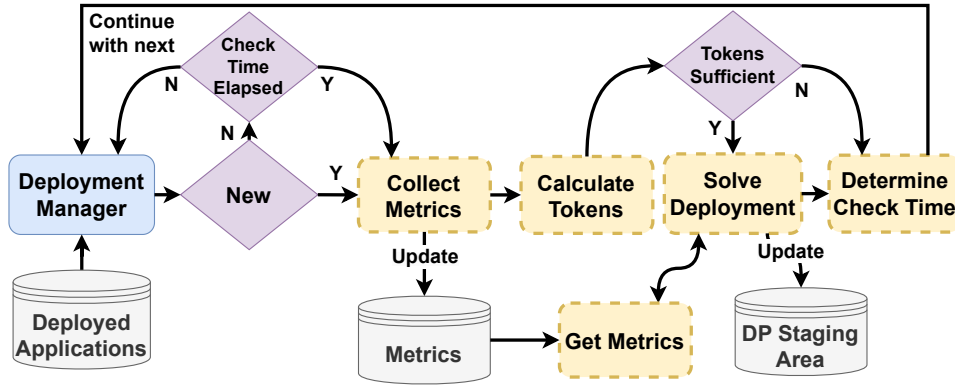 Continue
with next
Check
Time
Elapsed
Tokens
Sufficient
N
Y
N
N
Y
Deployment
Manager
New
Y
Collect
Metrics
Calculate
Tokens
Solve
Deployment
Determine
Check Time
Update
Update
Deployed
Applications
Metrics
Get Metrics
DP Staging
Area